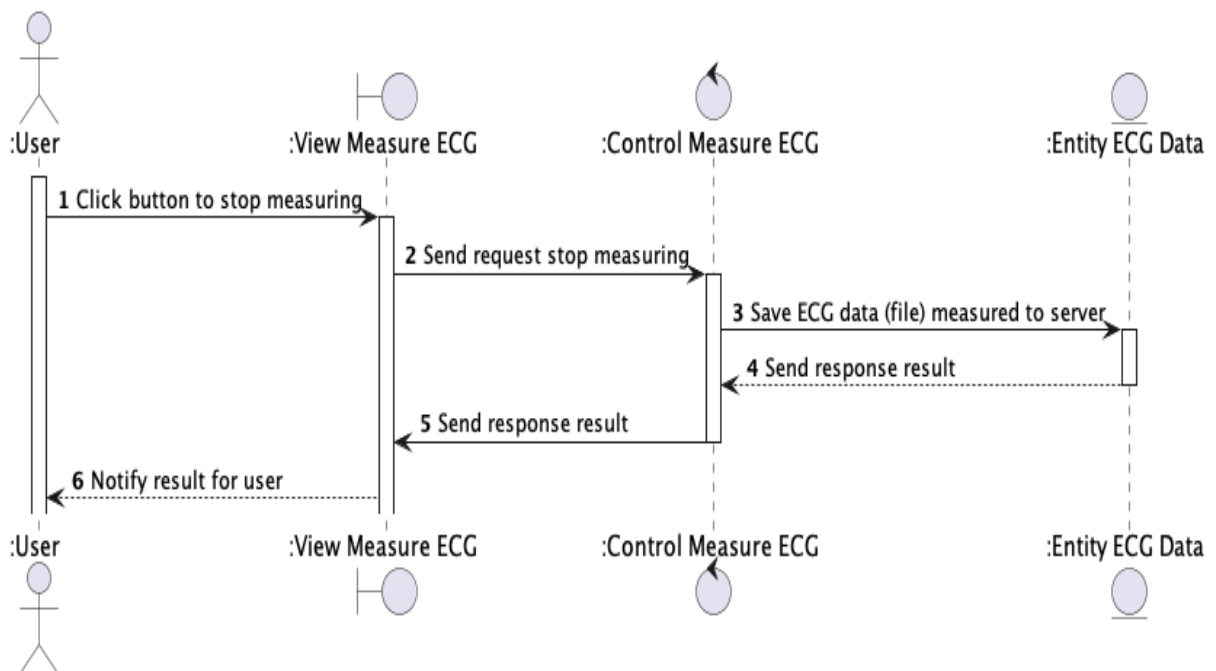 :User
:View Measure ECG
:Control Measure ECG
:Entity ECG Data
1 Click button to stop measuring
2 Send request stop measuring
3 Save ECG data (file) measured to server
4 Send response result
5 Send response result
6 Notify result for user
:User
:View Measure ECG
:Control Measure ECG
:Entity ECG Data